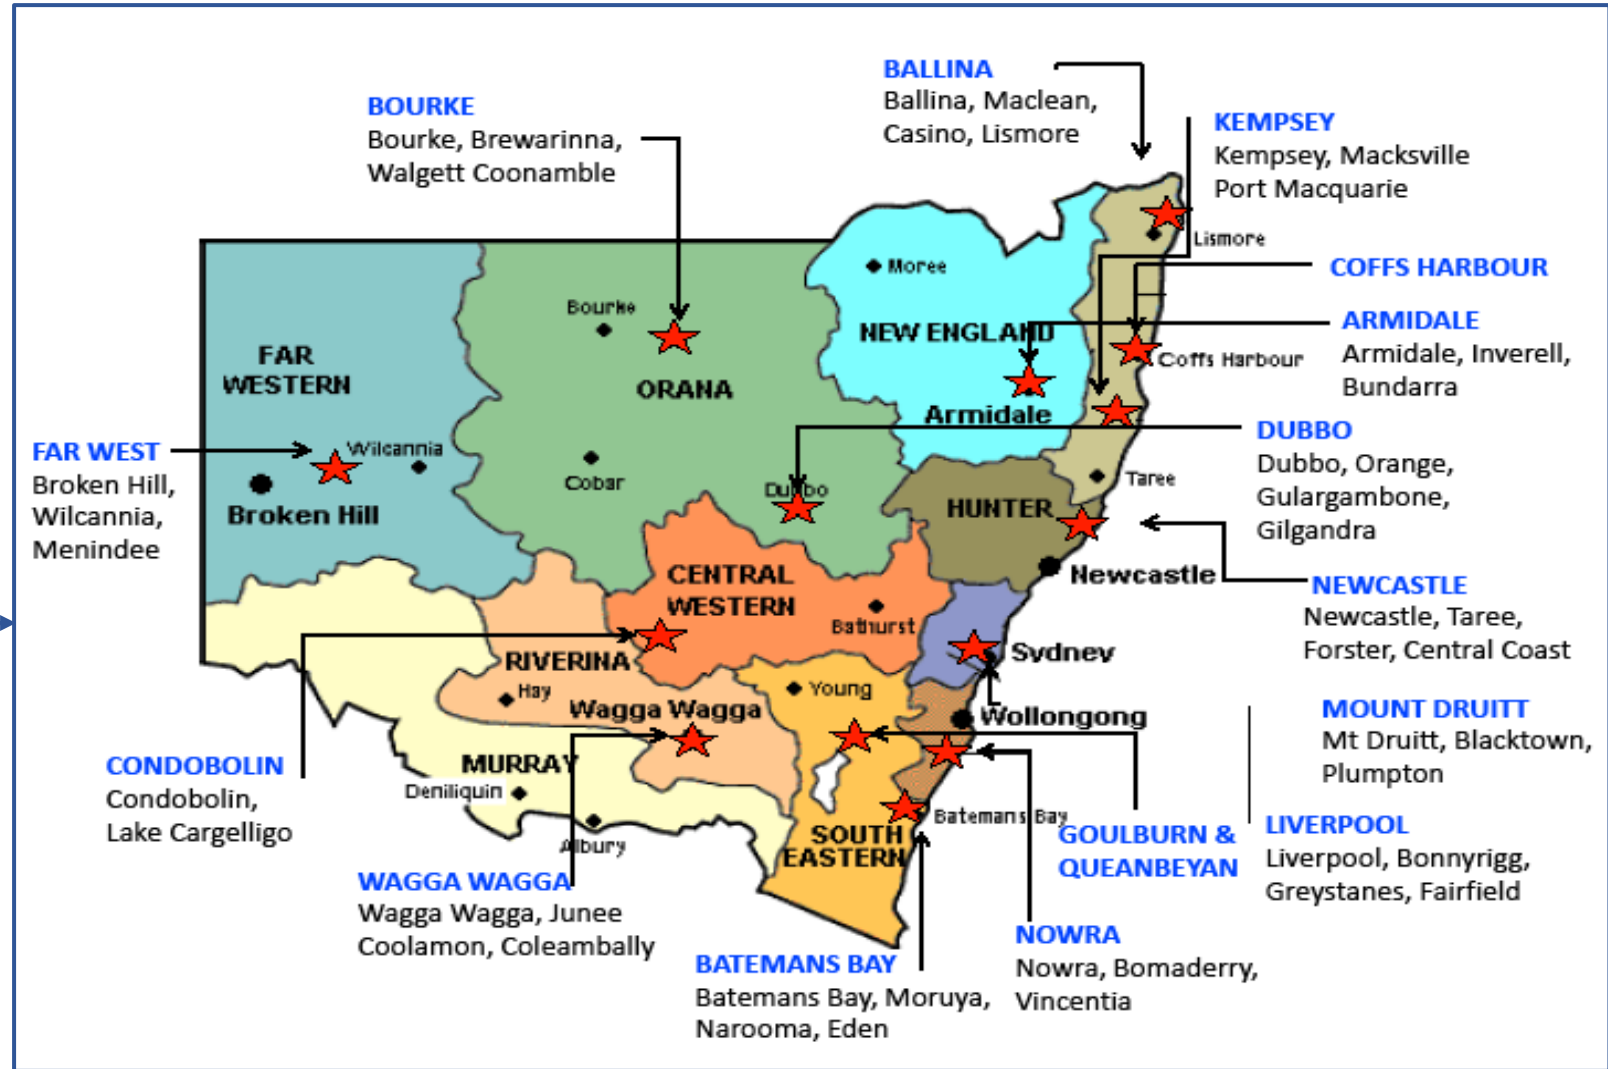 BALLINA
Ballina, Maclean,
Casino, Lismore
BOURKE
Bourke, Brewarinna,
Walgett Coonamble
KEMPSEY
Kempsey, Macksville
Port Macquarie
Lismore
COFFS HARBOUR
Moree
Bourke
NEW ENGLAND
ARMIDALE
Armidale, Inverell,
Bundarra
FAR
WESTERN
Coffs Harbour
ORANA
Armidale
DUBBO
Dubbo, Orange,
Gulargambone,
Gilgandra
FAR WEST
Broken Hill,
Wilcannia,
Menindee
Wilcannia
Broken Hill
Cobar
Dubbo
Taree
HUNTER
Newcastle
NEWCASTLE
Newcastle, Taree,
Forster, Central Coast
CENTRAL
WESTERN
Bathurst
Sydney
RIVERINA
Hay
Young
Wagga Wagga
Wollongong
MOUNT DRUITT
Mt Druitt, Blacktown,
Plumpton
CONDOBOLIN
Condobolin,
Lake Cargelligo
MURRAY
Deniliquin
Albury
Batemans Bay
SOUTH
EASTERN
GOULBURN &
QUEANBEYAN
LIVERPOOL
Liverpool, Bonnyrigg,
Greystanes, Fairfield
WAGGA WAGGA
Wagga Wagga, Junee
Coolamon, Coleambally
BATEMANS BAY
Batemans Bay, Moruya,
Narooma, Eden
NOWRA
Nowra, Bomaderry,
Vincentia